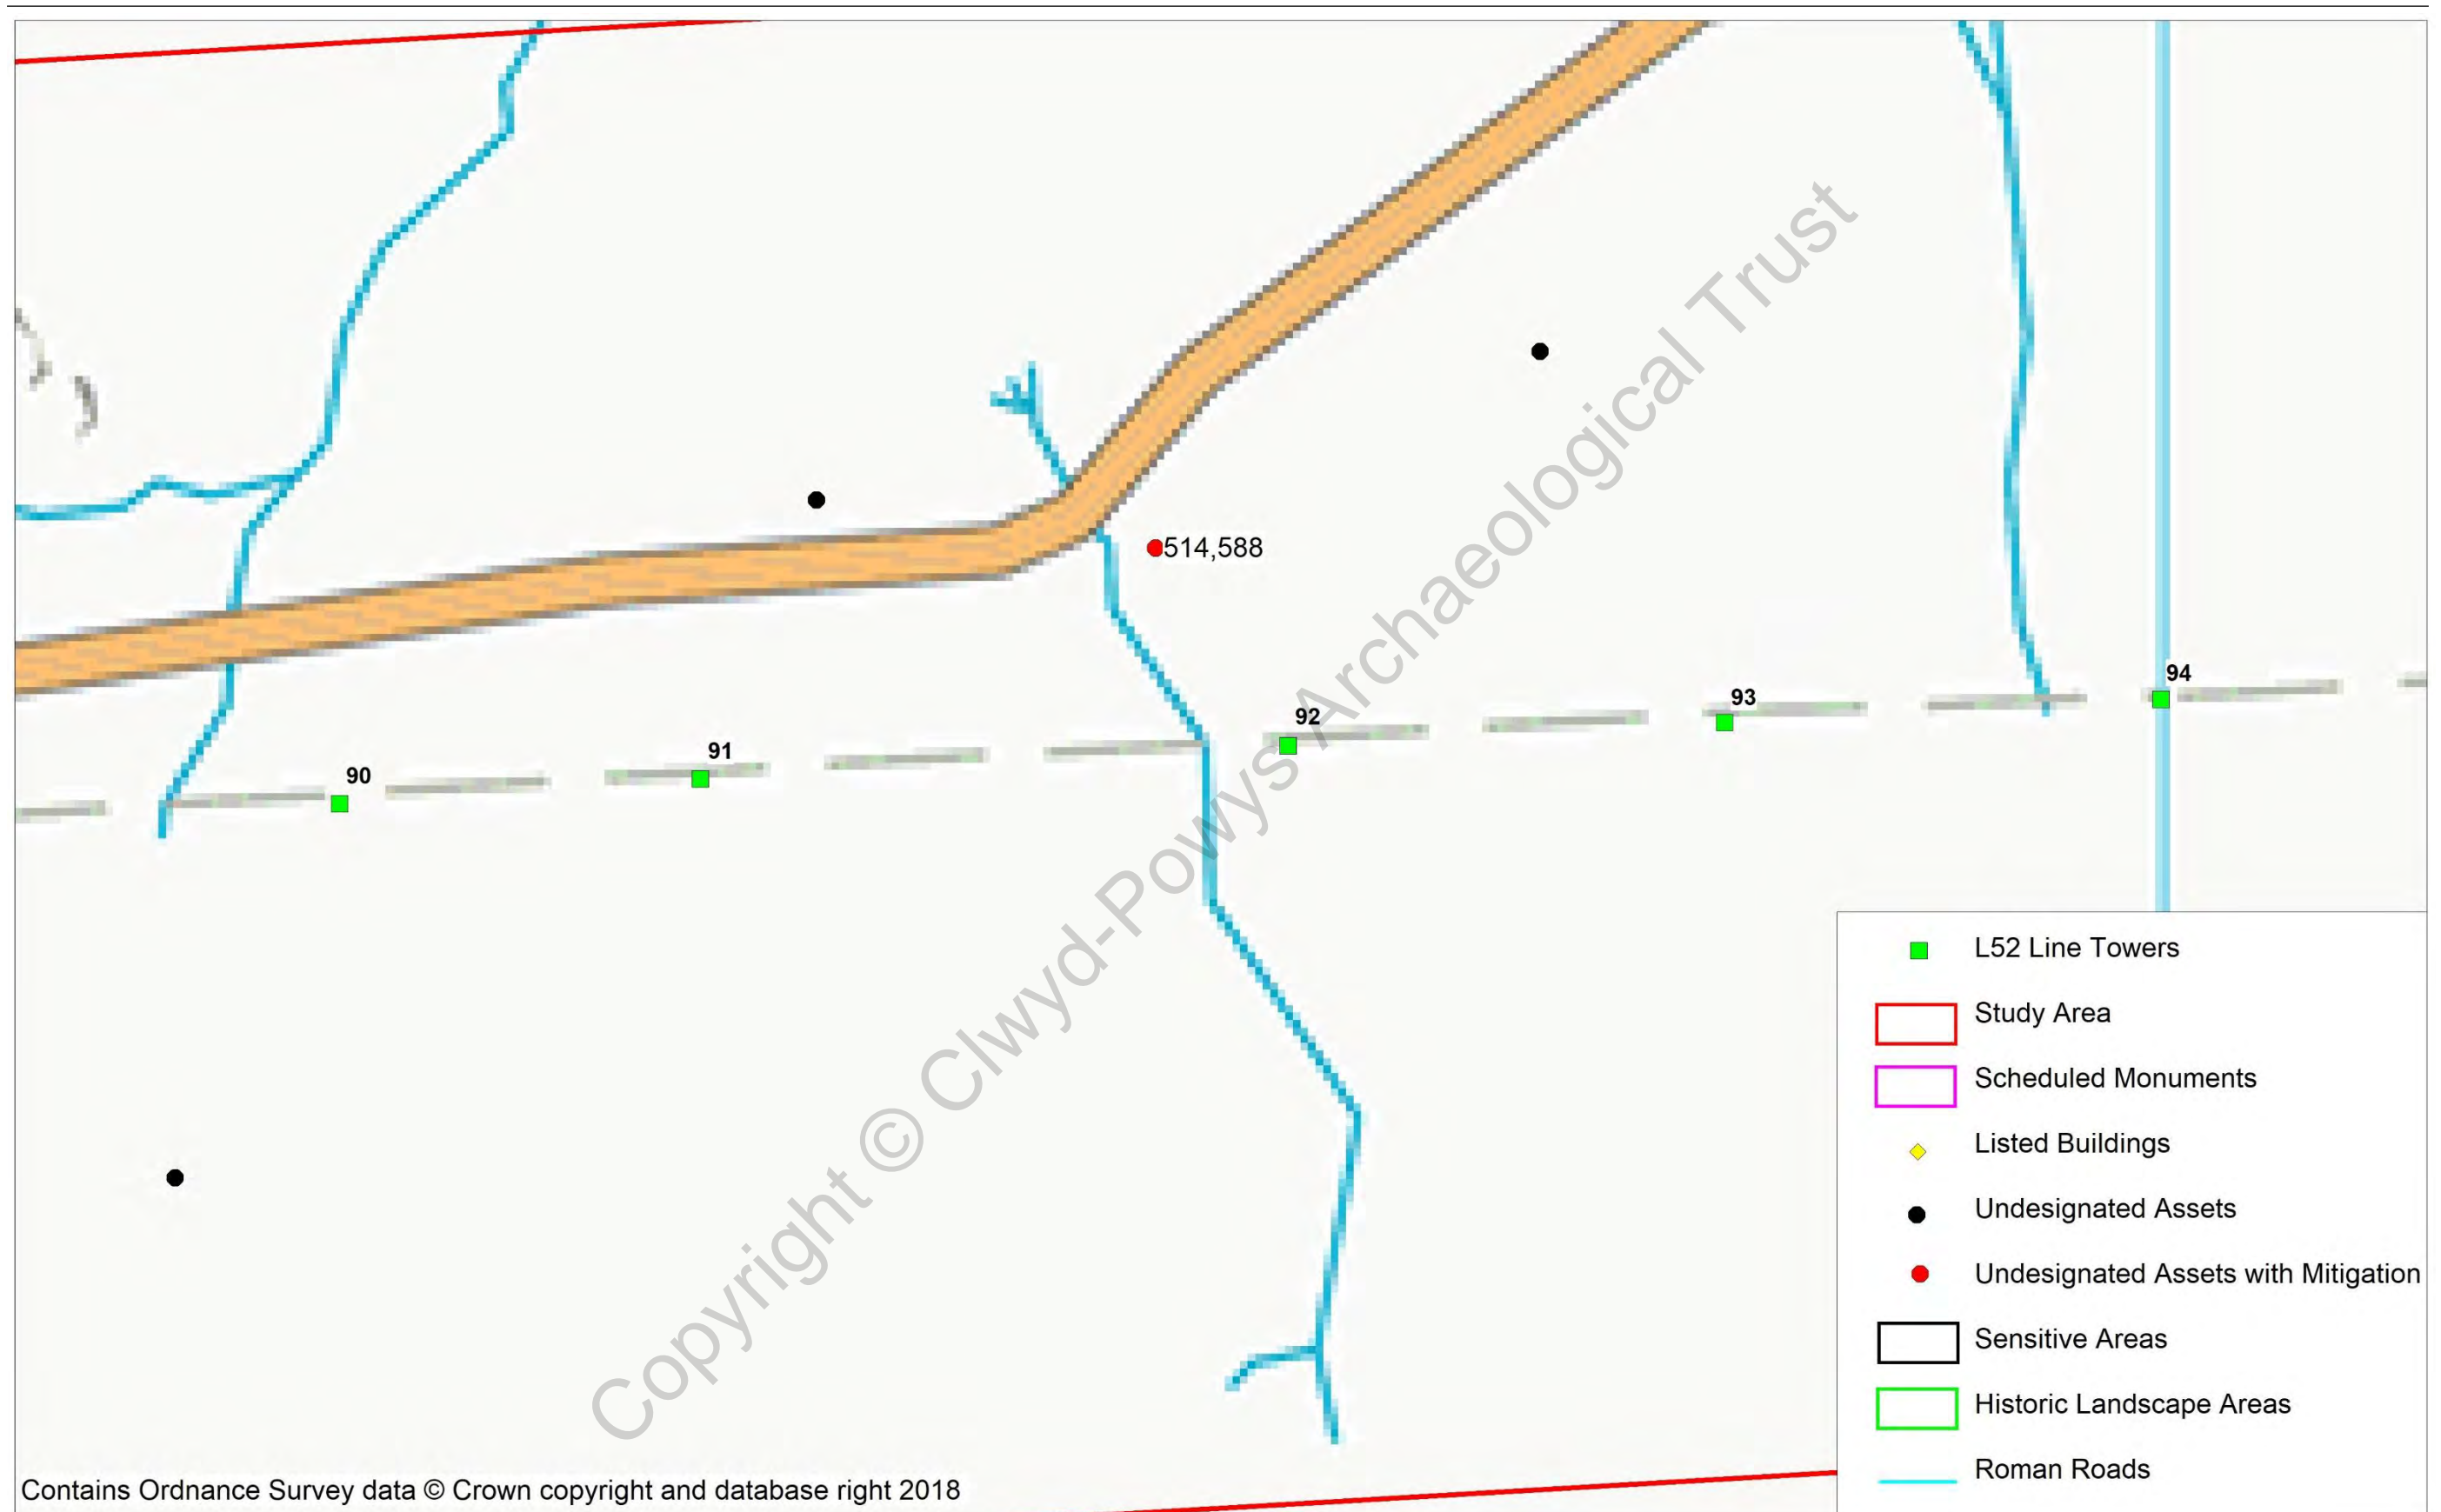 514,588
94
93
92
91
90
Copyright © Clwyd-Powys Archaeological Trust
L52 Line Towers
Study Area
Scheduled Monuments
Listed Buildings
Undesignated Assets
Undesignated Assets with Mitigation
Sensitive Areas
Historic Landscape Areas
Roman Roads
Contains Ordnance Survey data © Crown copyright and database right 2018